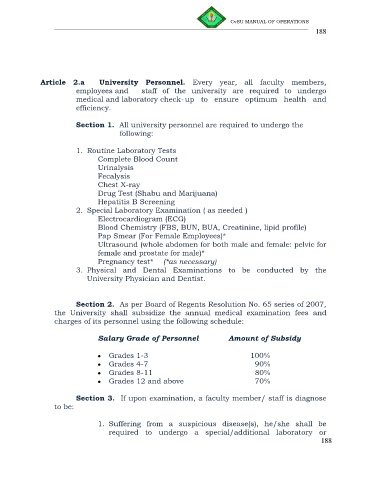 CvSU MANUAL OF OPERATIONS
188
Article 2.a University Personnel. Every year, all faculty members,
employees and staff of the university are required to undergo
medical and laboratory check-up to ensure optimum health and
efficiency.
Section 1. All university personnel are required to undergo the
following:
1. Routine Laboratory Tests
Complete Blood Count
Urinalysis
Fecalysis
Chest X-ray
Drug Test (Shabu and Marijuana)
Hepatitis B Screening
2. Special Laboratory Examination ( as needed )
Electrocardiogram (ECG)
Blood Chemistry (FBS, BUN, BUA, Creatinine, lipid profile)
Pap Smear (For Female Employees)*
Ultrasound (whole abdomen for both male and female: pelvic for
female and prostate for male)*
Pregnancy test* (*as necessary)
3. Physical and Dental Examinations to be conducted by the
University Physician and Dentist.
Section 2. As per Board of Regents Resolution No. 65 series of 2007,
the University shall subsidize the annual medical examination fees and
charges of its personnel using the following schedule:
Salary Grade of Personnel Amount of Subsidy
• Grades 1-3 100%
• Grades 4-7 90%
• Grades 8-11 80%
• Grades 12 and above 70%
Section 3. If upon examination, a faculty member/ staff is diagnose
to be:
1. Suffering from a suspicious disease(s), he/she shall be
required to undergo a special/additional laboratory or
188